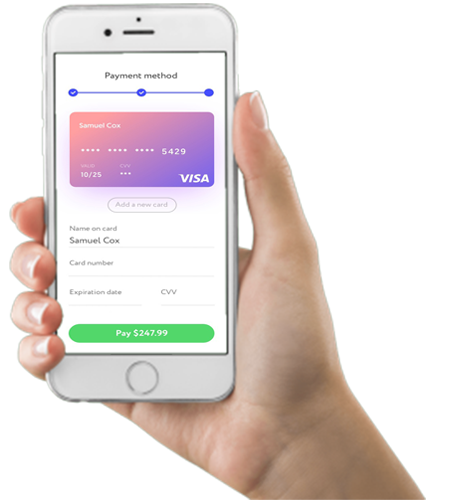 Payment method
Samuel Cox
**** **** **** 5429
VALID CVV
10/25 ***
VISA
Add a new card
Name on card
Samuel Cox
Card number
Expiration date CVV
Pay $247.99